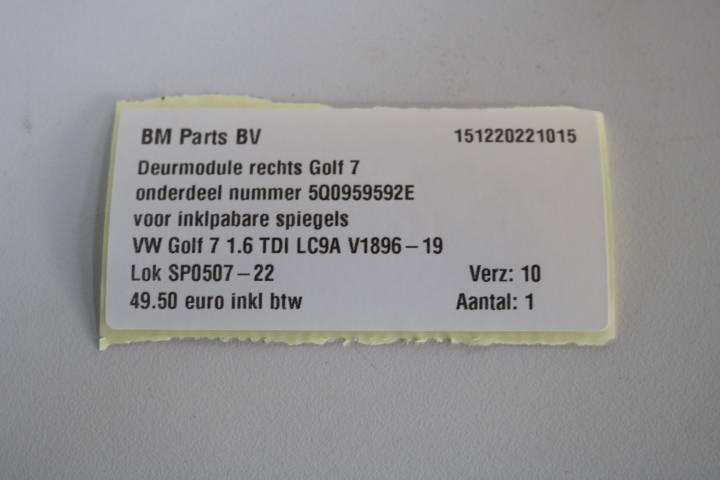 BM Parts BV 151220221015
Deurmodule rechts Golf 7
onderdeel nummer 5Q0959592E
voor inklpabare spiegels
VW Golf 7 1.6 TDI LC9A V1896-19
Lok SP0507-22 Verz: 10
49.50 euro inkl btw Aantal: 1